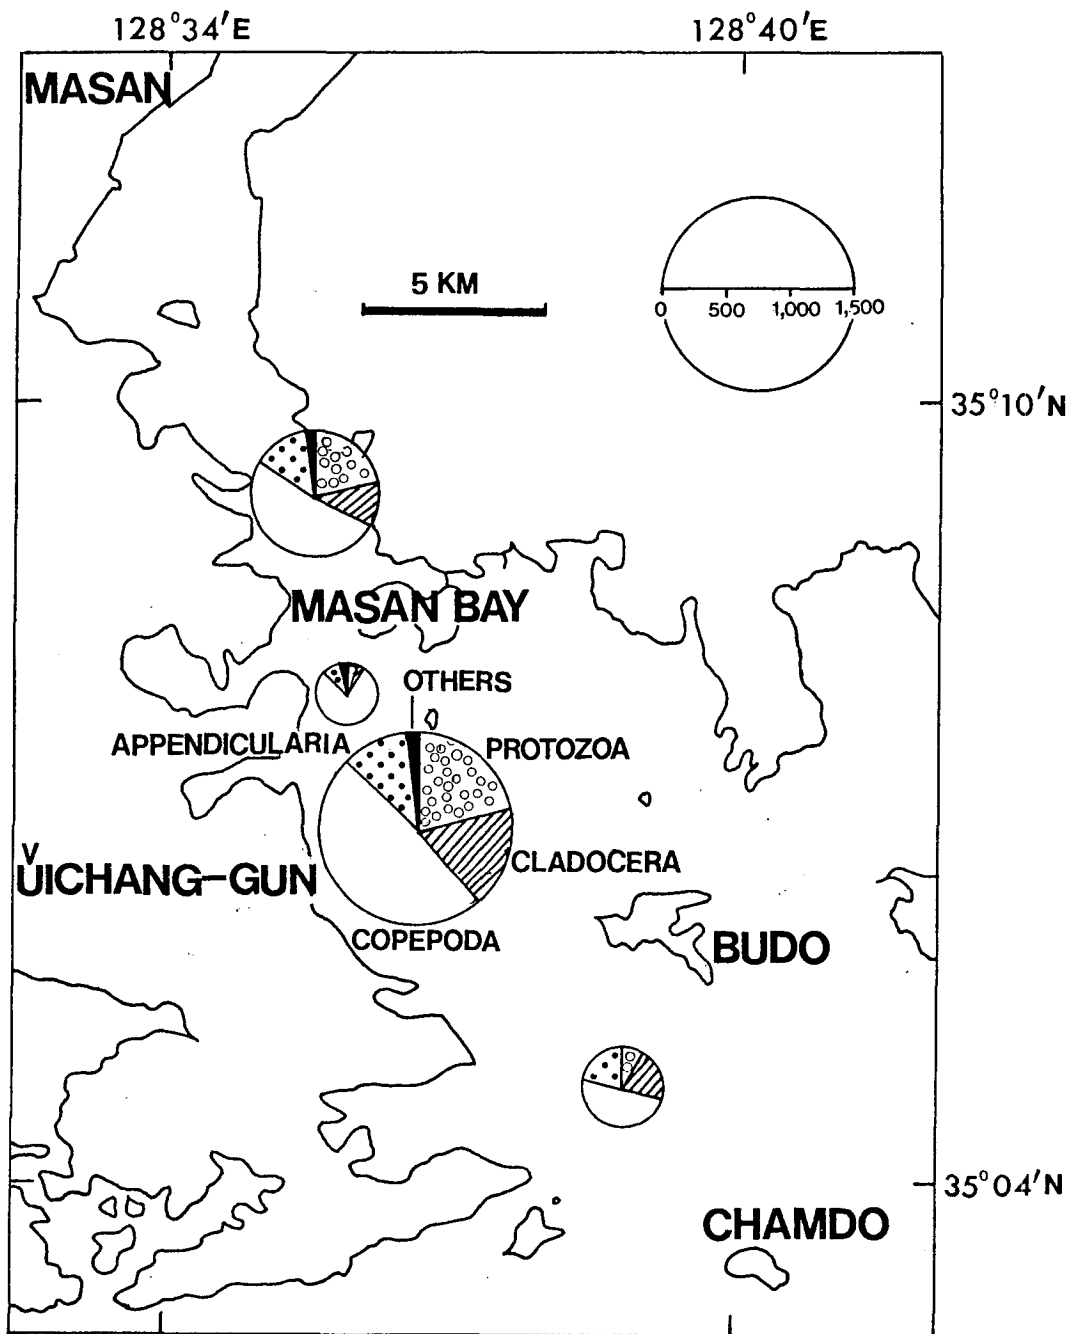 128°34'E 128°40'E
MASAN
5 KM
0 500 1,000 1,500
35°10'N
MASAN BAY
OTHERS
APPENDICULARIA PROTOZOA
CLADOCERA
ŬICHANG-GUN
COPEPODA
BUDO
35°04'N
CHAMDO